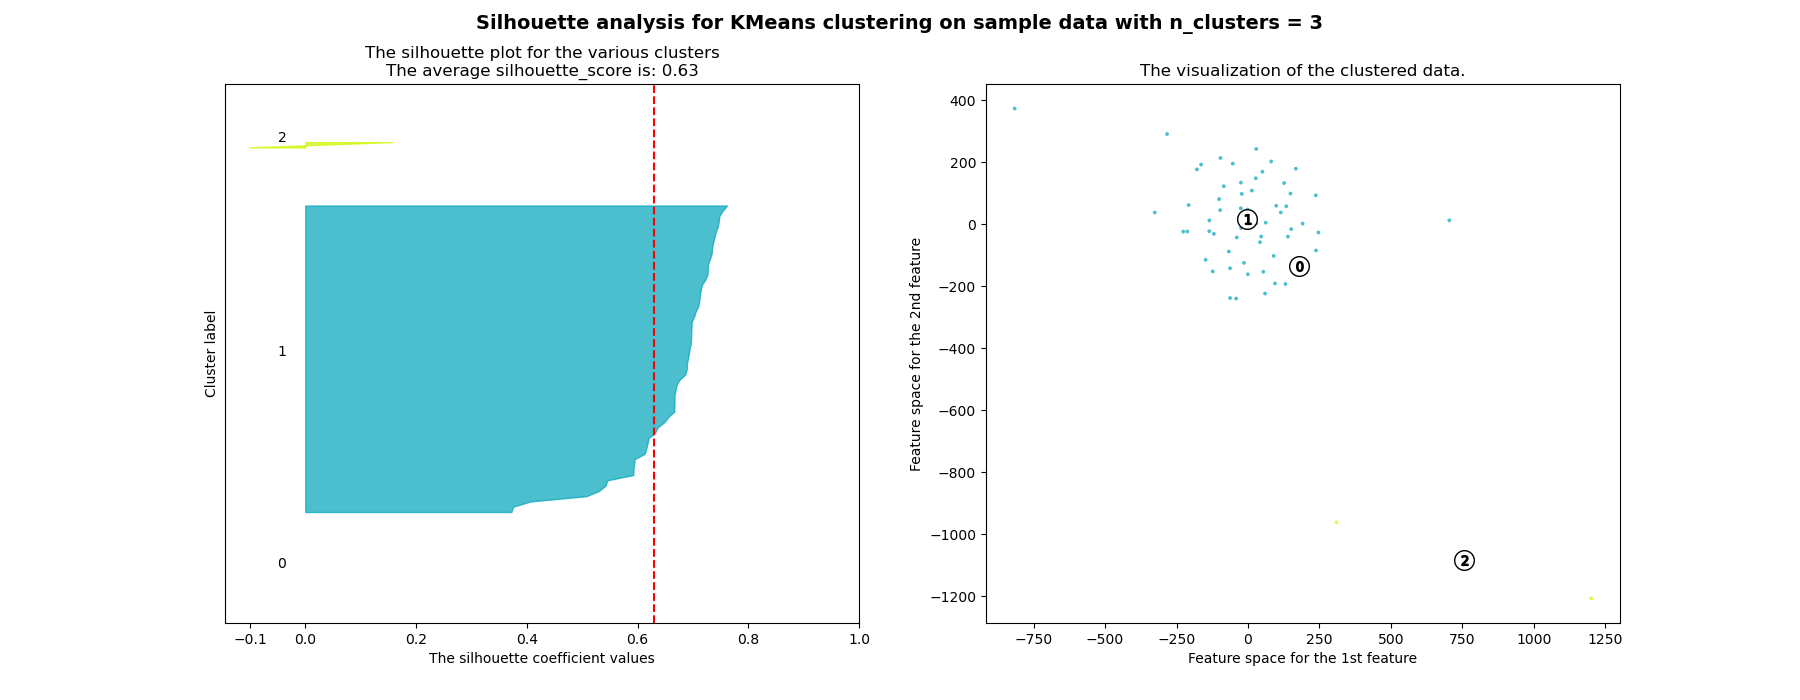 Silhouette analysis for KMeans clustering on sample data with n_clusters = 3
The silhouette plot for the various clusters
The average silhouette_score is: 0.63
2
1
0
Cluster label
−0.1 0.0 0.2 0.4 0.6 0.8 1.0
The silhouette coefficient values
The visualization of the clustered data.
400
200
0
−200
−400
−600
−800
−1000
−1200
Feature space for the 2nd feature
1
0
2
−750 −500 −250 0 250 500 750 1000 1250
Feature space for the 1st feature